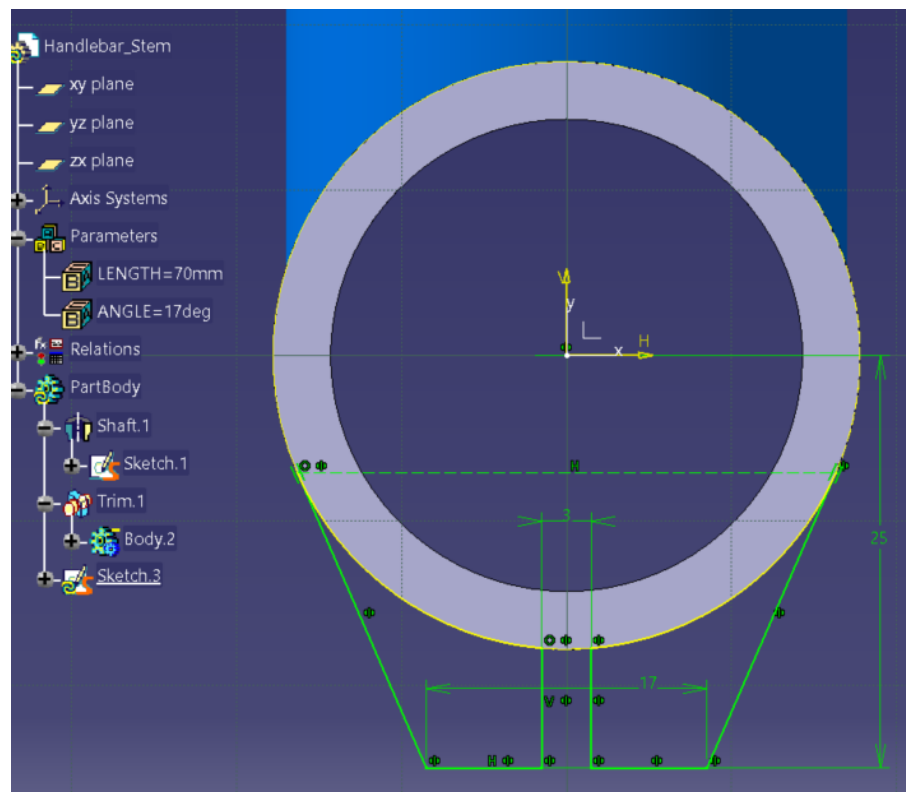 Handlebar_Stem
xy plane
yz plane
zx plane
Axis Systems
Parameters
LENGTH=70mm
ANGLE=17deg
Relations
PartBody
Shaft.1
Sketch.1
Trim.1
Body.2
Sketch.3
V
y
H
x
H
3
25
17
V
H